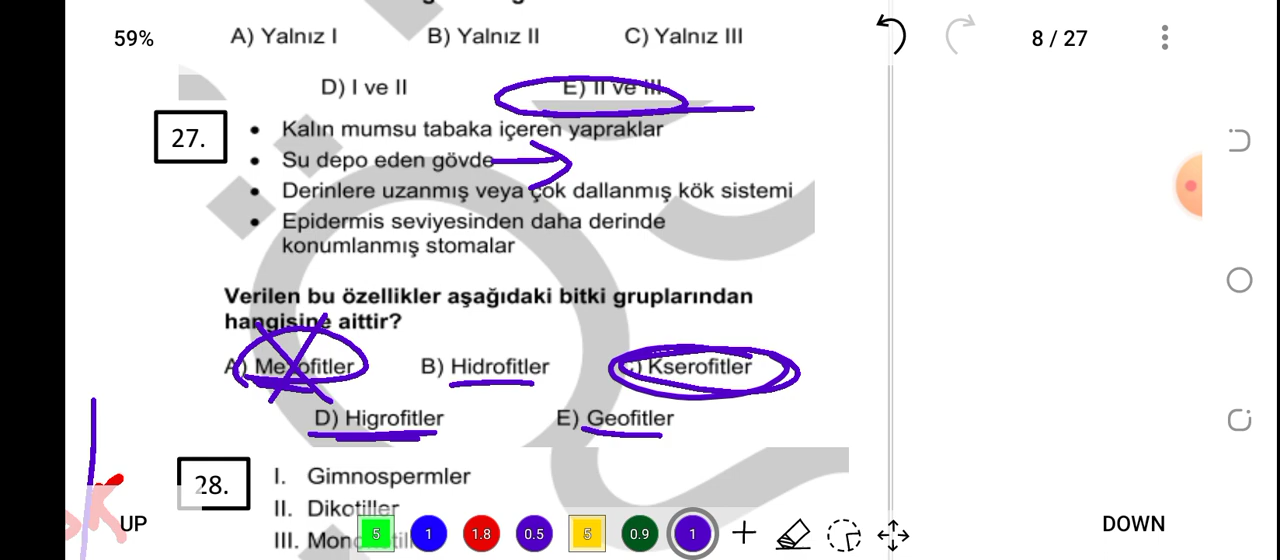 59%
A) Yalnız I B) Yalnız II C) Yalnız III
8 / 27
D) I ve II E) II ve III
27.
• Kalın mumsu tabaka içeren yapraklar
• Su depo eden gövde
• Derinlere uzanmış veya çok dallanmış kök sistemi
• Epidermis seviyesinden daha derinde
konumlanmış stomalar
Verilen bu özellikler aşağıdaki bitki gruplarından
hangisine aittir?
A) Mezofitler B) Hidrofitler C) Kserofitler
D) Higrofitler E) Geofitler
28.
I. Gimnospermler
II. Dikotiller
III.
UP
5 1 1.8 0.5 5 0.9 1
DOWN